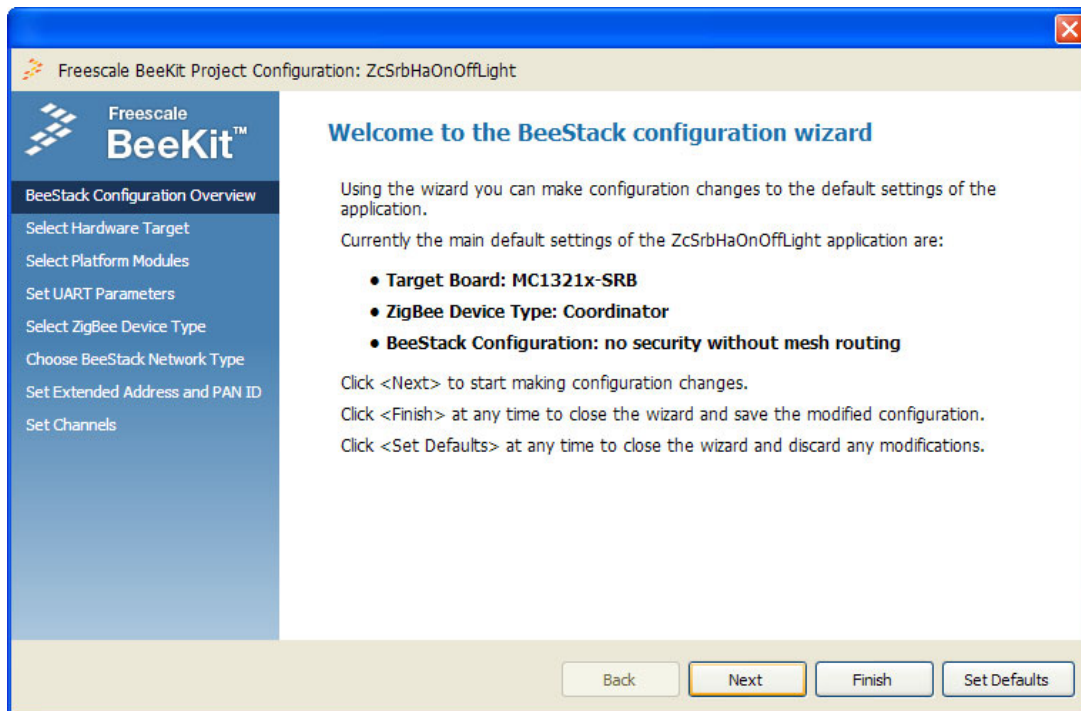 Freescale BeeKit Project Configuration: ZcSrbHaOnOffLight
Freescale
BeeKit™
BeeStack Configuration Overview
Select Hardware Target
Select Platform Modules
Set UART Parameters
Select ZigBee Device Type
Choose BeeStack Network Type
Set Extended Address and PAN ID
Set Channels
Welcome to the BeeStack configuration wizard
Using the wizard you can make configuration changes to the default settings of the
application.
Currently the main default settings of the ZcSrbHaOnOffLight application are:
• Target Board: MC1321x-SRB
• ZigBee Device Type: Coordinator
• BeeStack Configuration: no security without mesh routing
Click <Next> to start making configuration changes.
Click <Finish> at any time to close the wizard and save the modified configuration.
Click <Set Defaults> at any time to close the wizard and discard any modifications.
Back
Next
Finish
Set Defaults